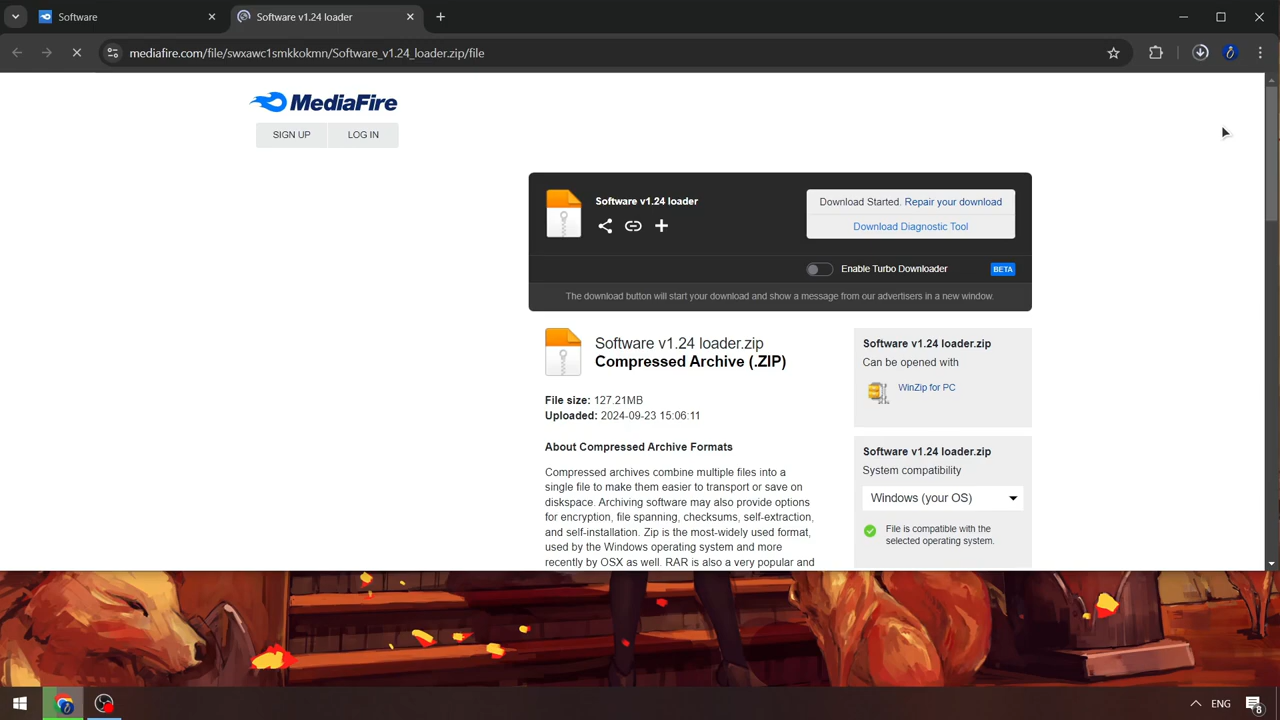 Software
Software v1.24 loader
mediafire.com/file/swxawc1smkkokmn/Software_v1.24_loader.zip/file
MediaFire
SIGN UP
LOG IN
Software v1.24 loader
Download Started. Repair your download
Download Diagnostic Tool
Enable Turbo Downloader
BETA
The download button will start your download and show a message from our advertisers in a new window.
Software v1.24 loader.zip
Compressed Archive (.ZIP)
File size: 127.21MB
Uploaded: 2024-09-23 15:06:11
About Compressed Archive Formats
Compressed archives combine multiple files into a
single file to make them easier to transport or save on
diskspace. Archiving software may also provide options
for encryption, file spanning, checksums, self-extraction,
and self-installation. Zip is the most-widely used format,
used by the Windows operating system and more
recently by OSX as well. RAR is also a very popular and
Software v1.24 loader.zip
Can be opened with
WinZip for PC
Software v1.24 loader.zip
System compatibility
Windows (your OS)
File is compatible with the
selected operating system.
ENG
8